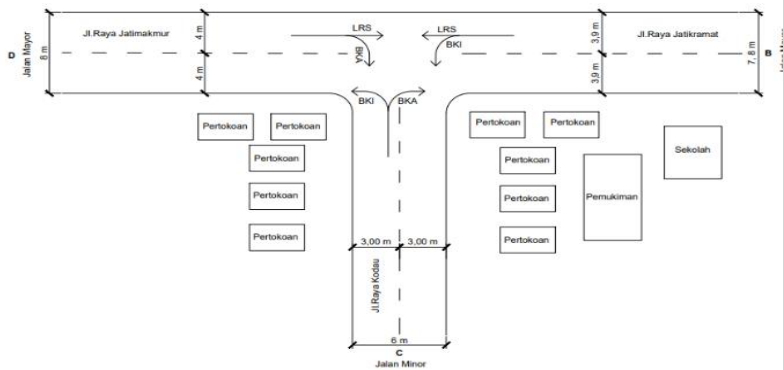 Jl.Raya Jatimakmur
LRS
LRS
Jl.Raya Jatikramat
4 m
4 m
3,9 m
3,9 m
D
Jalan Mayor
8 m
BKA
BKI
7, 8 m
B
Jalan Mayor
BKI
BKA
Pertokoan
Pertokoan
Pertokoan
Pertokoan
Pertokoan
Pertokoan
Pertokoan
Pertokoan
Pertokoan
Pertokoan
Pemukiman
Sekolah
3,00 m
3,00 m
Jl.Raya Kodau
6 m
C
Jalan Minor